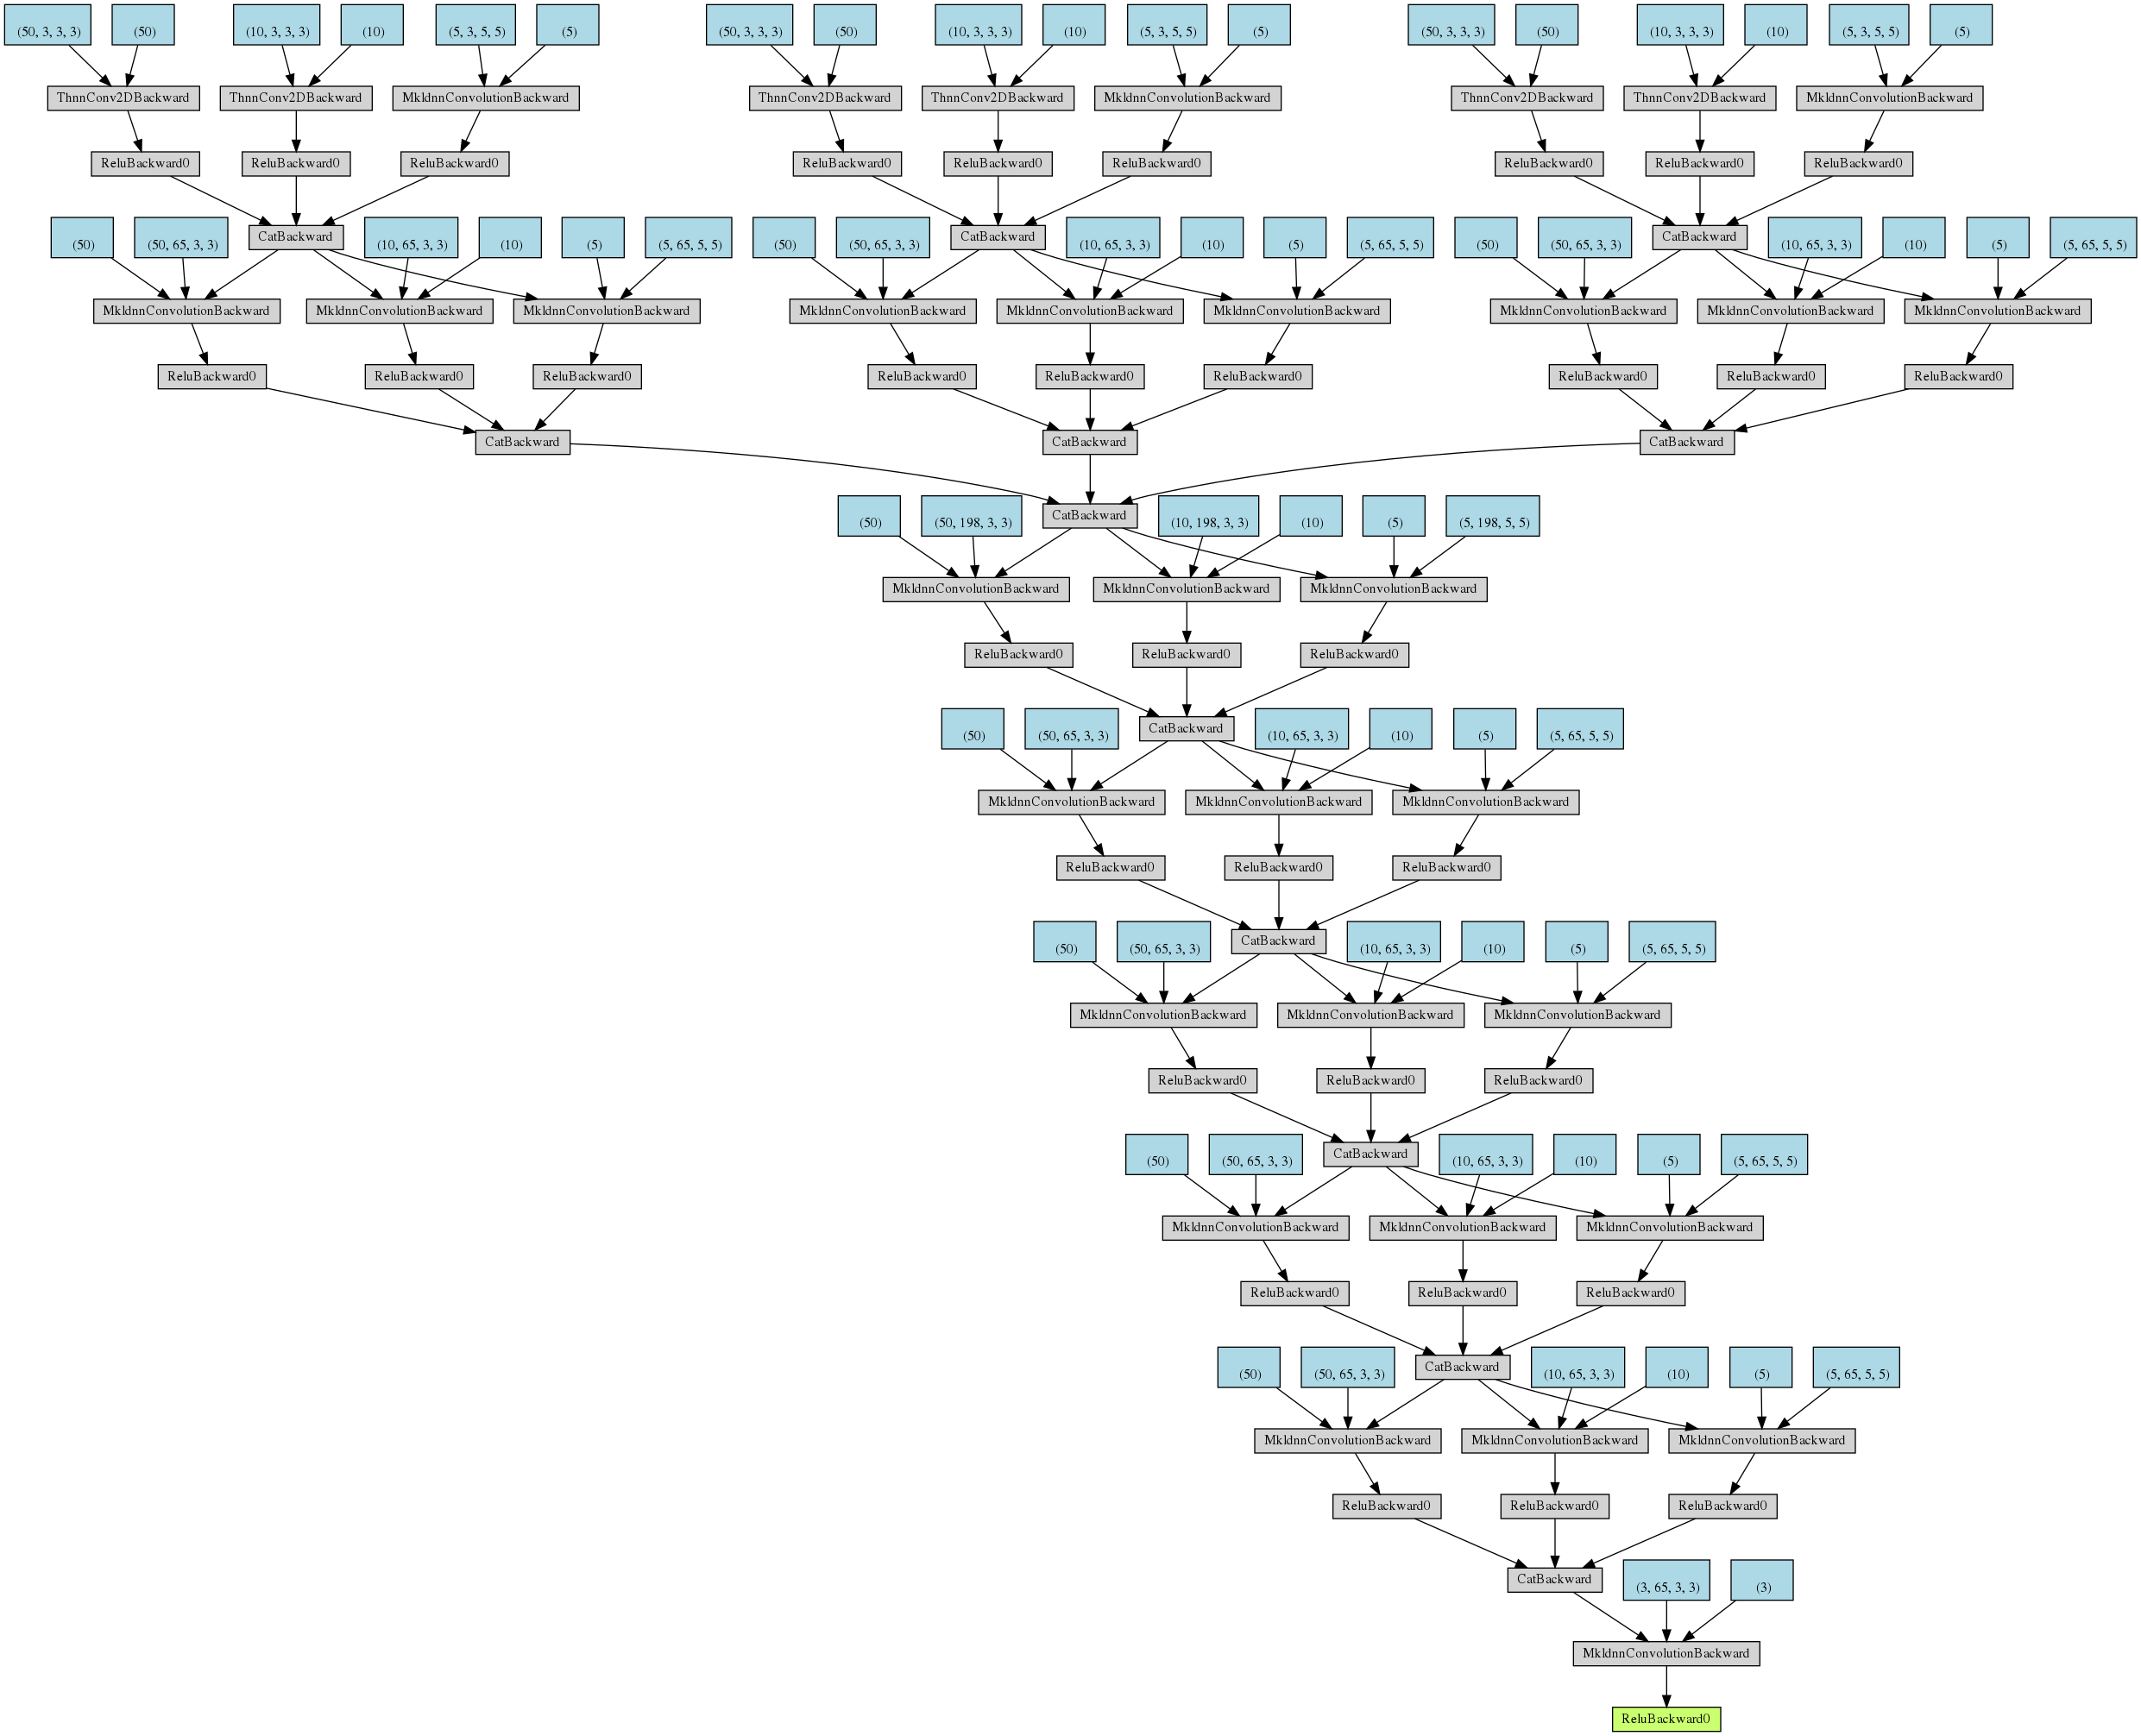 (50, 3, 3, 3) (50) (10, 3, 3, 3) (10) (5, 3, 5, 5) (5) (50, 3, 3, 3) (50) (10, 3, 3, 3) (10) (5, 3, 5, 5) (5) (50, 3, 3, 3) (50) (10, 3, 3, 3) (10) (5, 3, 5, 5) (5)
ThnnConv2DBackward ThnnConv2DBackward MkldnnConvolutionBackward ThnnConv2DBackward ThnnConv2DBackward MkldnnConvolutionBackward ThnnConv2DBackward ThnnConv2DBackward MkldnnConvolutionBackward
ReluBackward0 ReluBackward0 ReluBackward0 ReluBackward0 ReluBackward0 ReluBackward0 ReluBackward0 ReluBackward0 ReluBackward0
(50) (50, 65, 3, 3) CatBackward (10, 65, 3, 3) (10) (5) (5, 65, 5, 5) (50) (50, 65, 3, 3) CatBackward (10, 65, 3, 3) (10) (5) (5, 65, 5, 5) (50) (50, 65, 3, 3) CatBackward (10, 65, 3, 3) (10) (5) (5, 65, 5, 5)
MkldnnConvolutionBackward MkldnnConvolutionBackward MkldnnConvolutionBackward MkldnnConvolutionBackward MkldnnConvolutionBackward MkldnnConvolutionBackward MkldnnConvolutionBackward MkldnnConvolutionBackward MkldnnConvolutionBackward
ReluBackward0 ReluBackward0 ReluBackward0 ReluBackward0 ReluBackward0 ReluBackward0 ReluBackward0 ReluBackward0 ReluBackward0
CatBackward CatBackward CatBackward
(50) (50, 198, 3, 3) CatBackward (10, 198, 3, 3) (10) (5) (5, 198, 5, 5)
MkldnnConvolutionBackward MkldnnConvolutionBackward MkldnnConvolutionBackward
ReluBackward0 ReluBackward0 ReluBackward0
(50) (50, 65, 3, 3) CatBackward (10, 65, 3, 3) (10) (5) (5, 65, 5, 5)
MkldnnConvolutionBackward MkldnnConvolutionBackward MkldnnConvolutionBackward
ReluBackward0 ReluBackward0 ReluBackward0
(50) (50, 65, 3, 3) CatBackward (10, 65, 3, 3) (10) (5) (5, 65, 5, 5)
MkldnnConvolutionBackward MkldnnConvolutionBackward MkldnnConvolutionBackward
ReluBackward0 ReluBackward0 ReluBackward0
(50) (50, 65, 3, 3) CatBackward (10, 65, 3, 3) (10) (5) (5, 65, 5, 5)
MkldnnConvolutionBackward MkldnnConvolutionBackward MkldnnConvolutionBackward
ReluBackward0 ReluBackward0 ReluBackward0
(50) (50, 65, 3, 3) CatBackward (10, 65, 3, 3) (10) (5) (5, 65, 5, 5)
MkldnnConvolutionBackward MkldnnConvolutionBackward MkldnnConvolutionBackward
ReluBackward0 ReluBackward0 ReluBackward0
CatBackward (3, 65, 3, 3) (3)
MkldnnConvolutionBackward
ReluBackward0